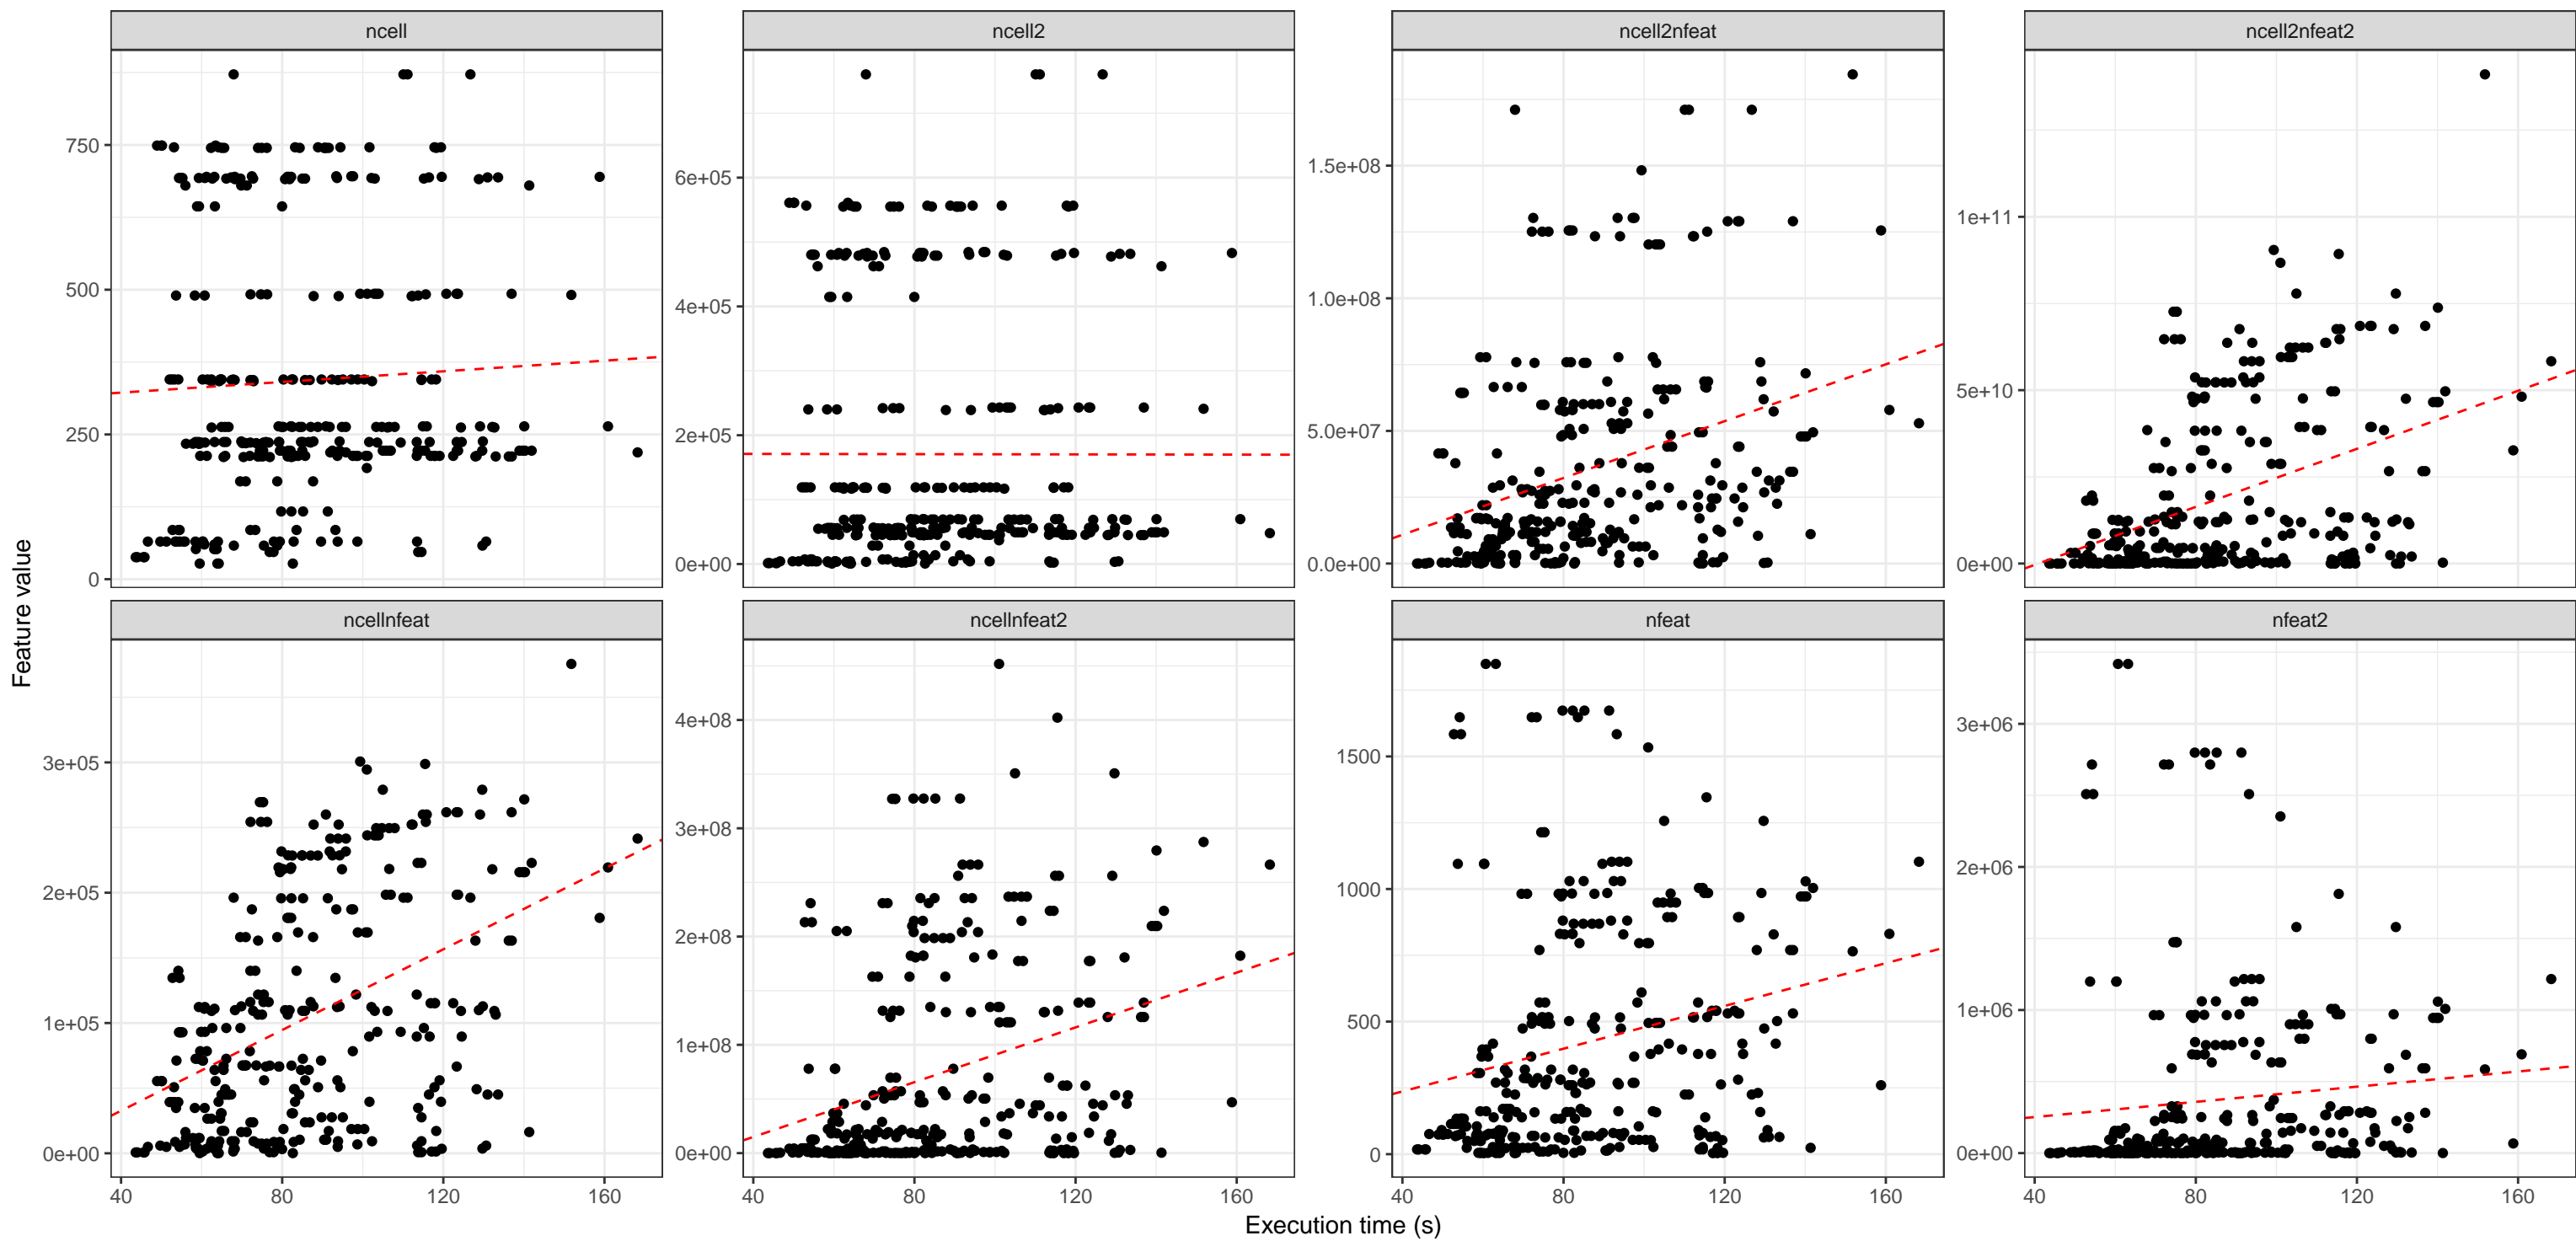 ncell
ncell2
ncell2nfeat
ncell2nfeat2
750
500
250
0
6e+05
4e+05
2e+05
0e+00
1.5e+08
1.0e+08
5.0e+07
0.0e+00
1e+11
5e+10
0e+00
Feature value
ncellnfeat
ncellnfeat2
nfeat
nfeat2
3e+05
2e+05
1e+05
0e+00
4e+08
3e+08
2e+08
1e+08
0e+00
1500
1000
500
0
3e+06
2e+06
1e+06
0e+00
40 80 120 160
40 80 120 160
40 80 120 160
40 80 120 160
Execution time (s)